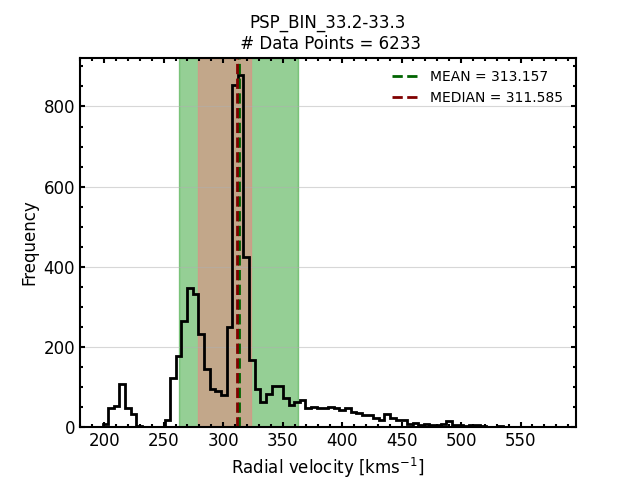 PSP_BIN_33.2-33.3
# Data Points = 6233
MEAN = 313.157
MEDIAN = 311.585
Frequency
800
600
400
200
0
200 250 300 350 400 450 500 550
Radial velocity [kms⁻¹]